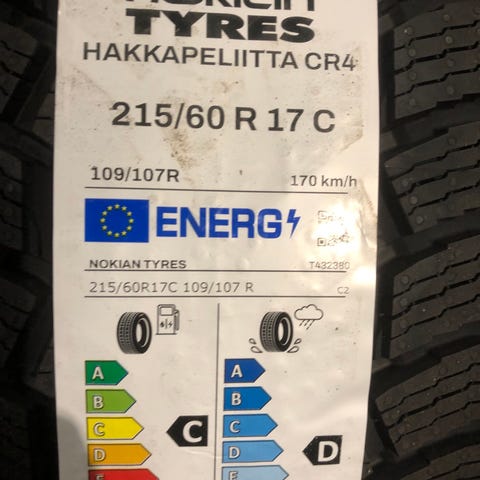 NOKIAN
TYRES
HAKKAPELIITTA CR4
215/60 R 17 C
109/107R 170 km/h
ENERG
NOKIAN TYRES T432380
215/60R17C 109/107 R C2
A A
B B
C C C
D D D
E E